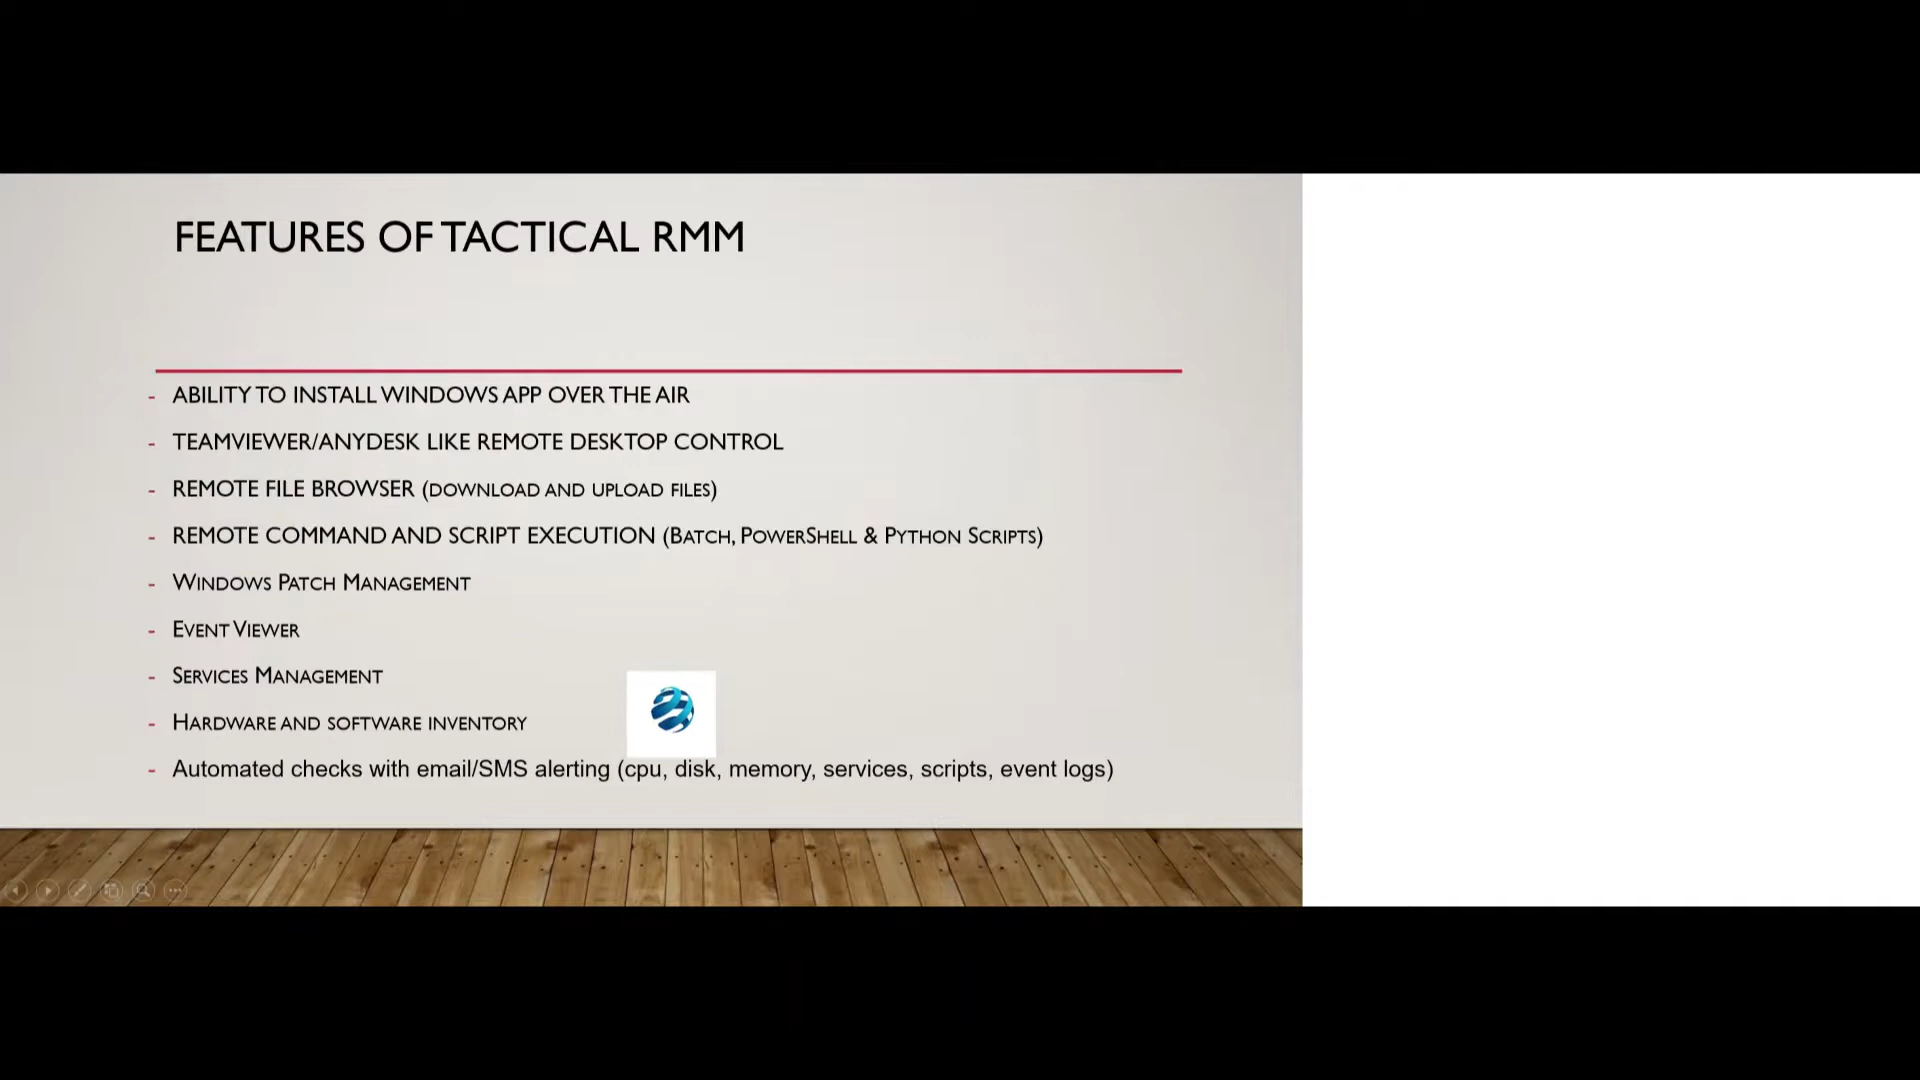 FEATURES OF TACTICAL RMM
- ABILITY TO INSTALL WINDOWS APP OVER THE AIR
- TEAMVIEWER/ANYDESK LIKE REMOTE DESKTOP CONTROL
- REMOTE FILE BROWSER (DOWNLOAD AND UPLOAD FILES)
- REMOTE COMMAND AND SCRIPT EXECUTION (BATCH, POWERSHELL & PYTHON SCRIPTS)
- WINDOWS PATCH MANAGEMENT
- EVENT VIEWER
- SERVICES MANAGEMENT
- HARDWARE AND SOFTWARE INVENTORY
- Automated checks with email/SMS alerting (cpu, disk, memory, services, scripts, event logs)